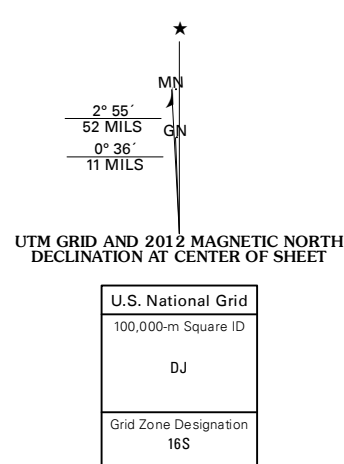 ★
MN
2° 55´
52 MILS
GN
0° 36´
11 MILS
UTM GRID AND 2012 MAGNETIC NORTH
DECLINATION AT CENTER OF SHEET
U.S. National Grid
100,000-m Square ID
DJ
Grid Zone Designation
16S